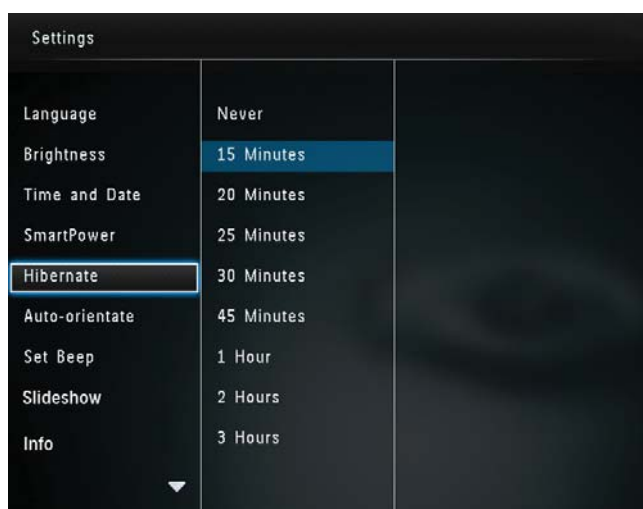 Settings
Language
Brightness
Time and Date
SmartPower
Hibernate
Auto-orientate
Set Beep
Slideshow
Info
Never
15 Minutes
20 Minutes
25 Minutes
30 Minutes
45 Minutes
1 Hour
2 Hours
3 Hours